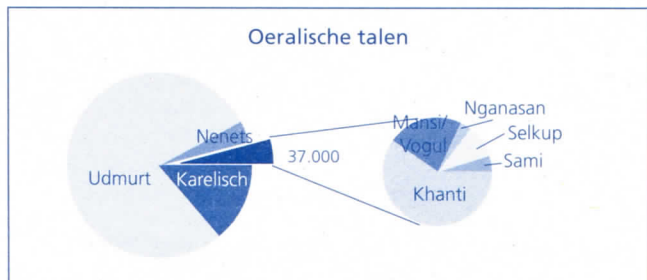 Oeralische talen
Nenets
37.000
Udmurt
Karelisch
Mansi/
Vogul
Nganasan
Selkup
Sami
Khanti